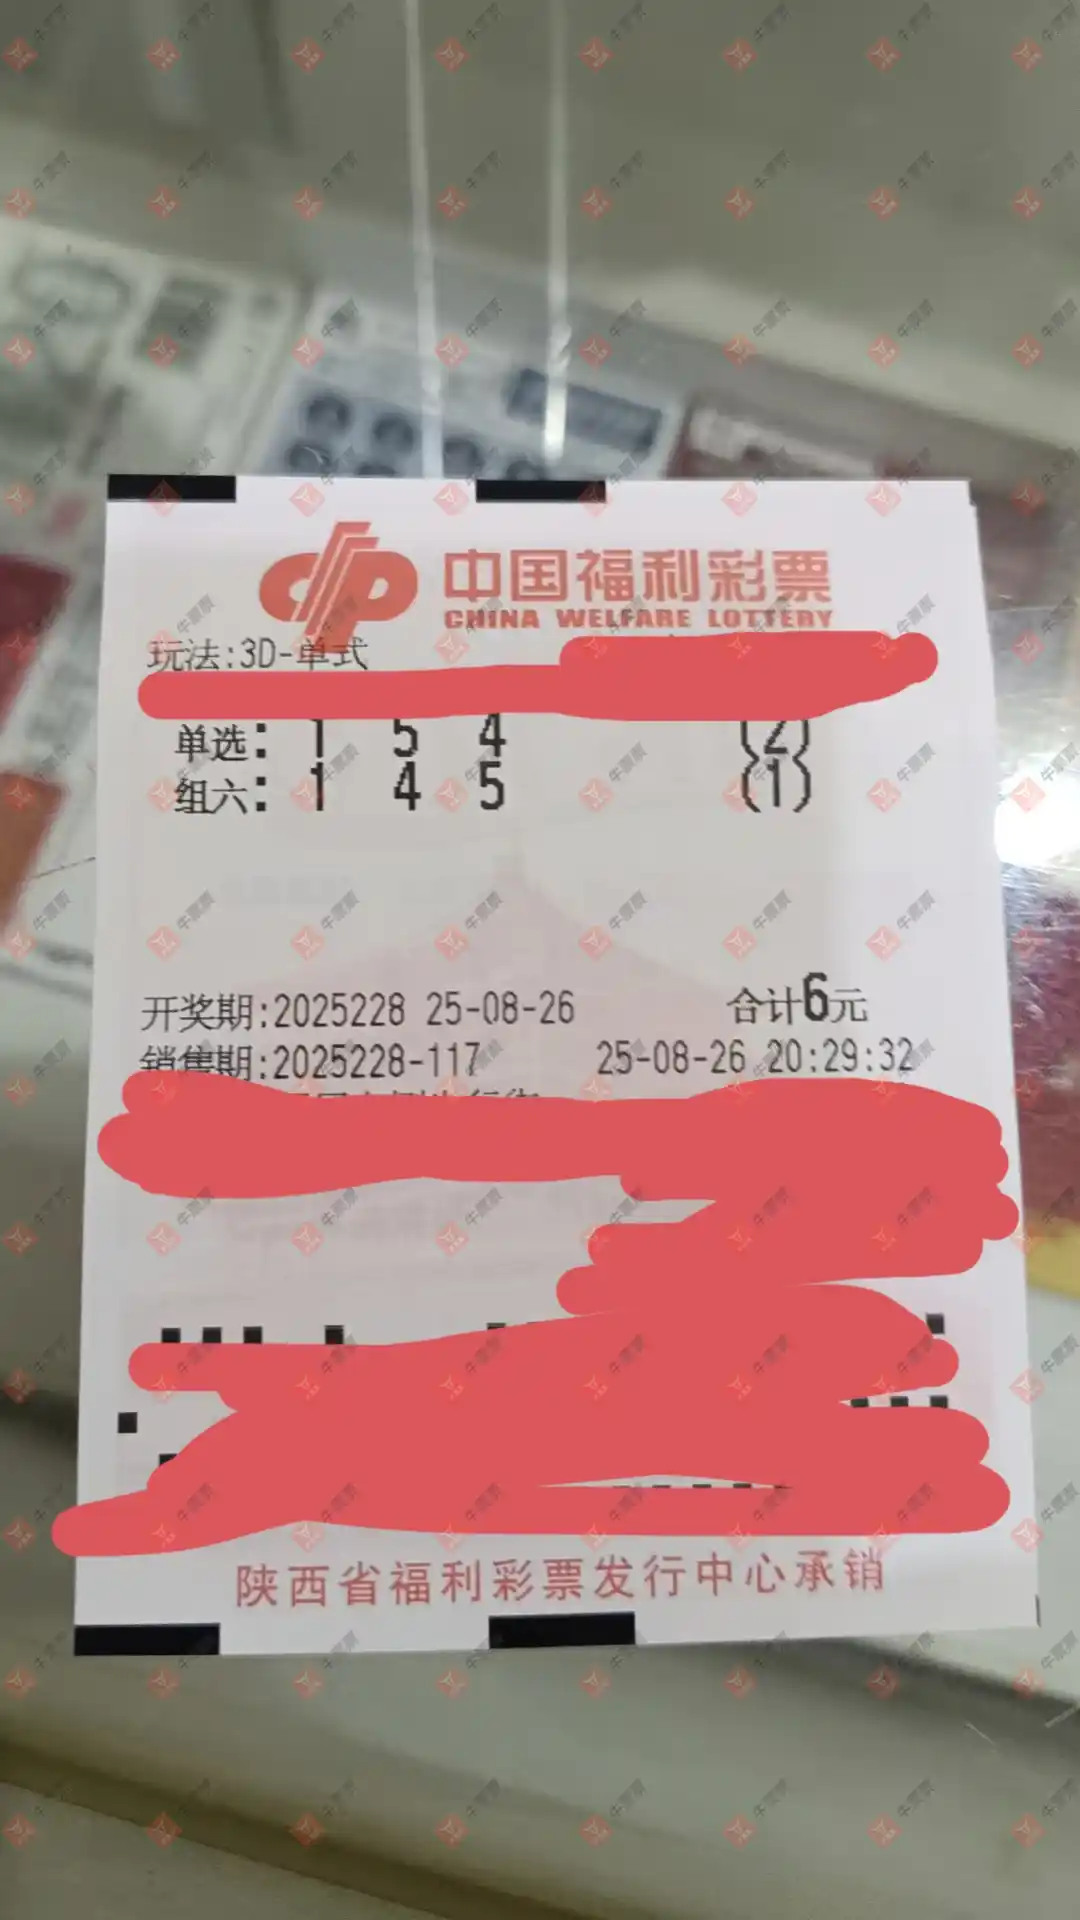 中国福利彩票
CHINA WELFARE LOTTERY
玩法:3D-单式
单选: 1 5 4 (2)
组六: 1 4 5 (1)
开奖期:2025228 25-08-26 合计6元
销售期:2025228-117 25-08-26 20:29:32
陕西省福利彩票发行中心承销